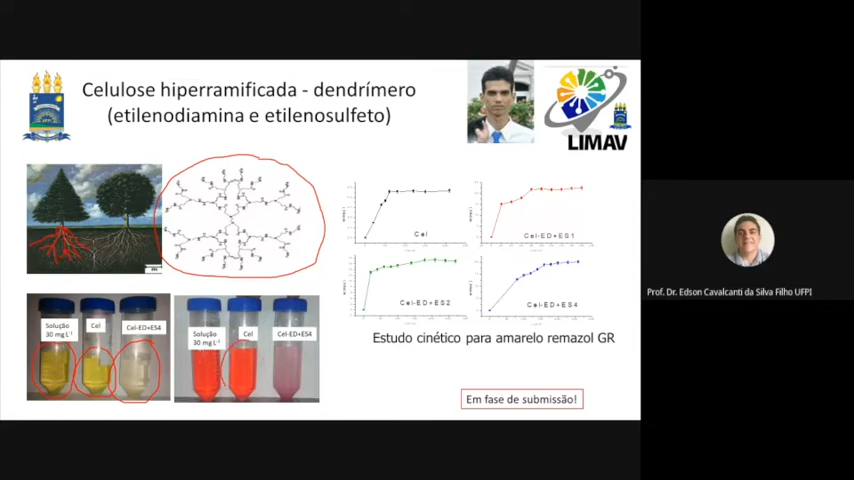 Celulose hiperramificada - dendrímero
(etilenodiamina e etilenosulfeto)
LIMAV
Cel
Cel-ED+ES1
Cel-ED+ES2
Cel-ED+ES4
Solução
30 mg L⁻¹
Cel
Cel-ED+ES4
Solução
30 mg L⁻¹
Cel
Cel-ED+ES4
Estudo cinético para amarelo remazol GR
Em fase de submissão!
Prof. Dr. Edson Cavalcanti da Silva Filho UFPI